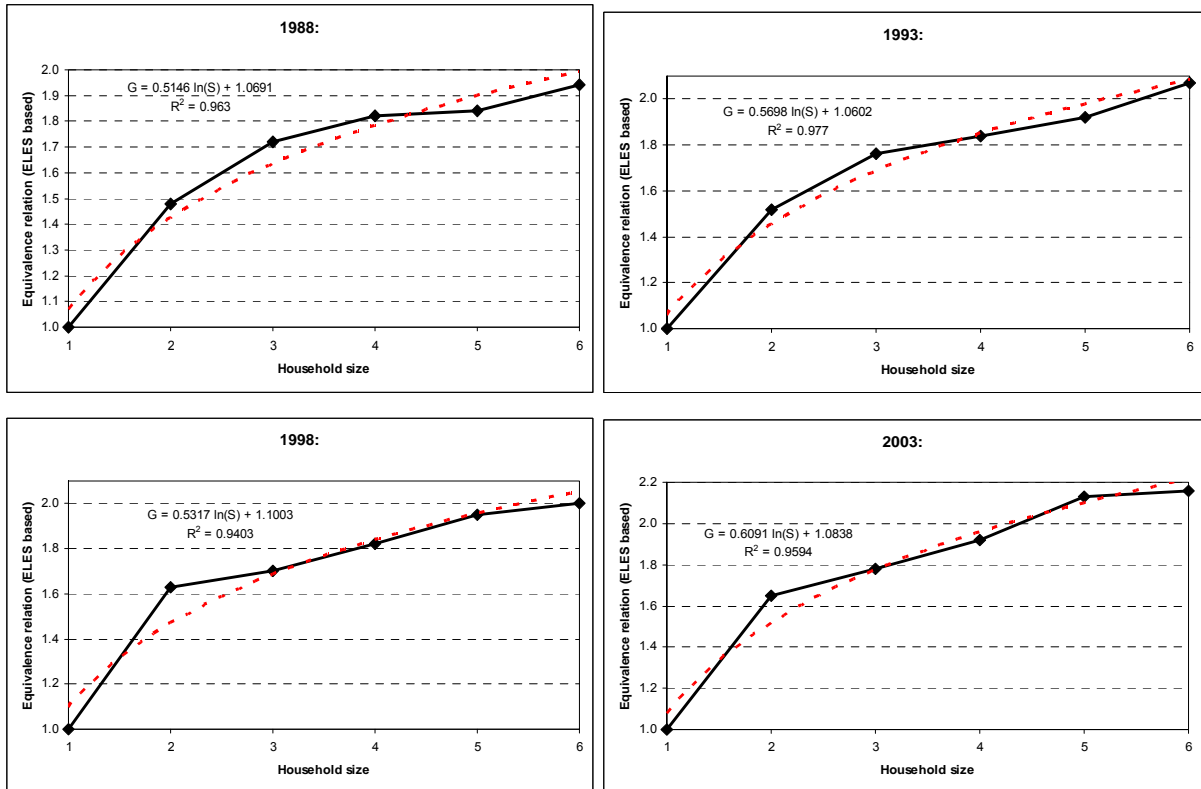 1988:
Equivalence relation (ELES based)
2.0
1.9
1.8
1.7
1.6
1.5
1.4
1.3
1.2
1.1
1.0
G = 0.5146 ln(S) + 1.0691
R² = 0.963
1 2 3 4 5 6
Household size
1993:
Equivalence relation (ELES based)
2.0
1.8
1.6
1.4
1.2
1.0
G = 0.5698 ln(S) + 1.0602
R² = 0.977
1 2 3 4 5 6
Household size
1998:
Equivalence relation (ELES based)
2.0
1.8
1.6
1.4
1.2
1.0
G = 0.5317 ln(S) + 1.1003
R² = 0.9403
1 2 3 4 5 6
Household size
2003:
Equivalence relation (ELES based)
2.2
2.0
1.8
1.6
1.4
1.2
1.0
G = 0.6091 ln(S) + 1.0838
R² = 0.9594
1 2 3 4 5 6
Household size